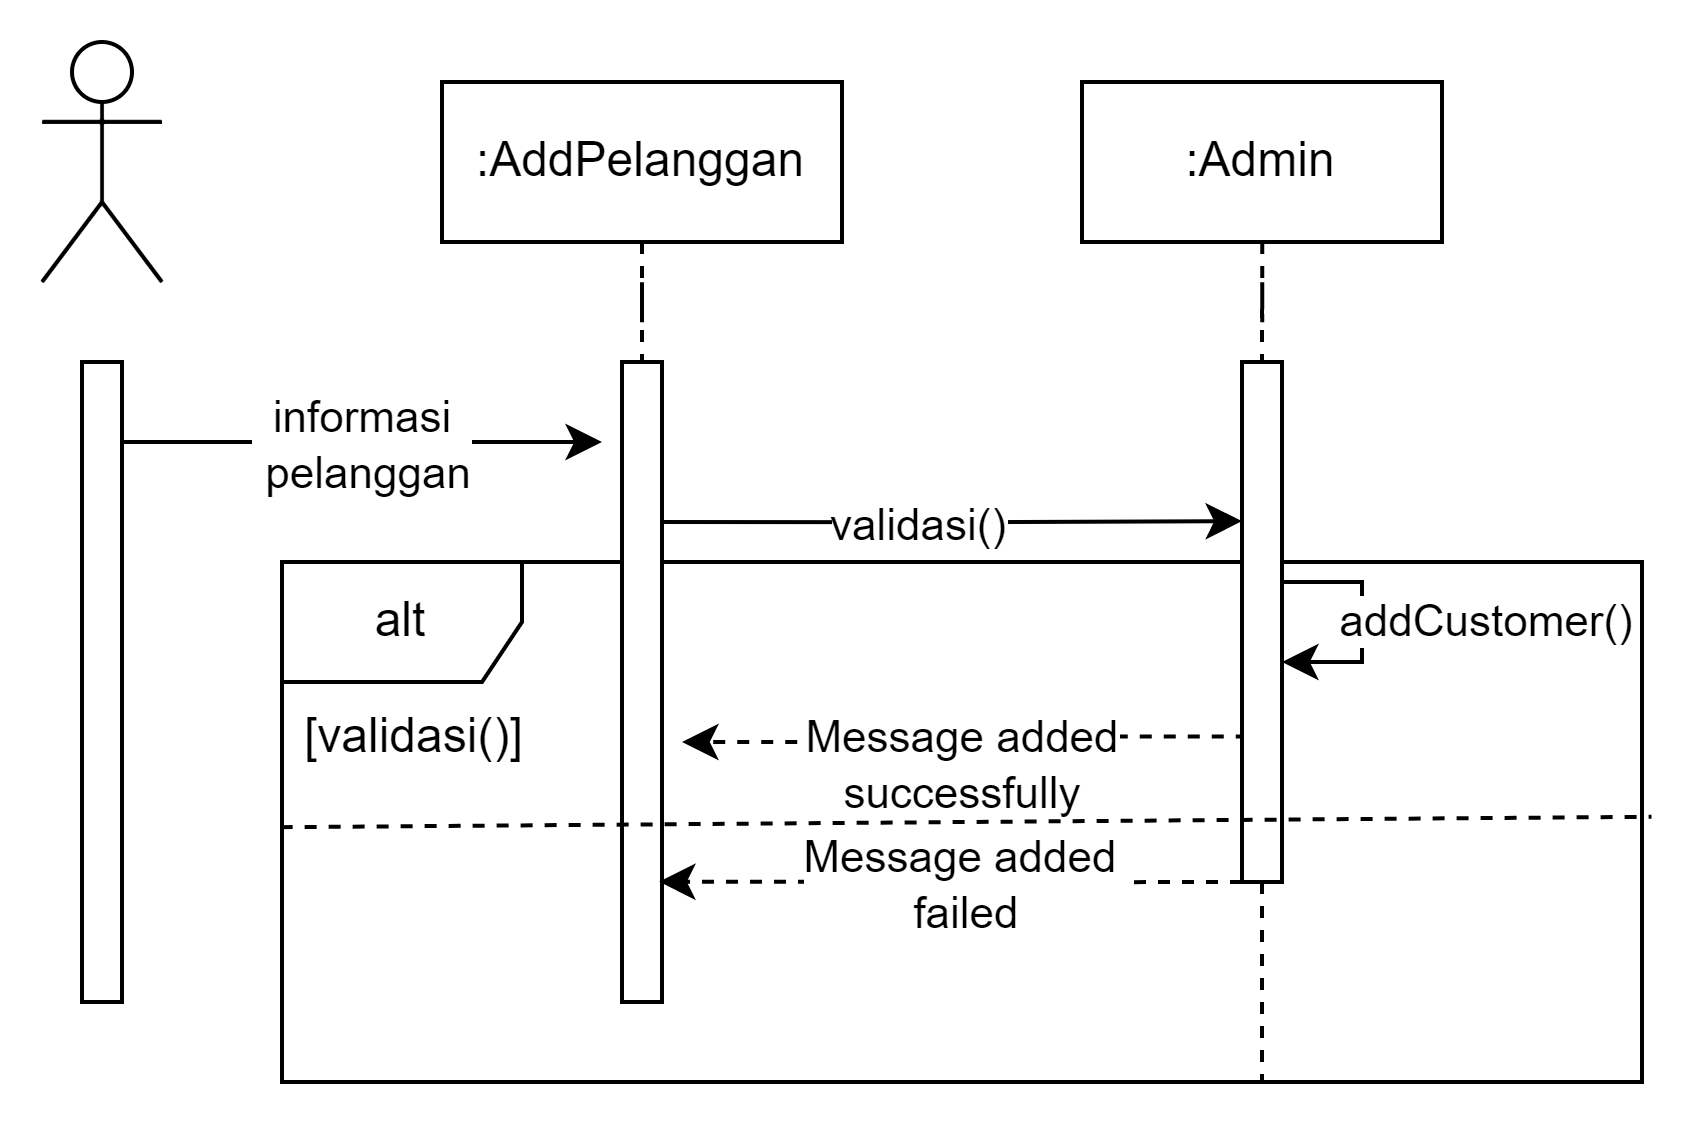 :AddPelanggan
:Admin
informasi
pelanggan
validasi()
alt
addCustomer()
[validasi()]
Message added
successfully
Message added
failed